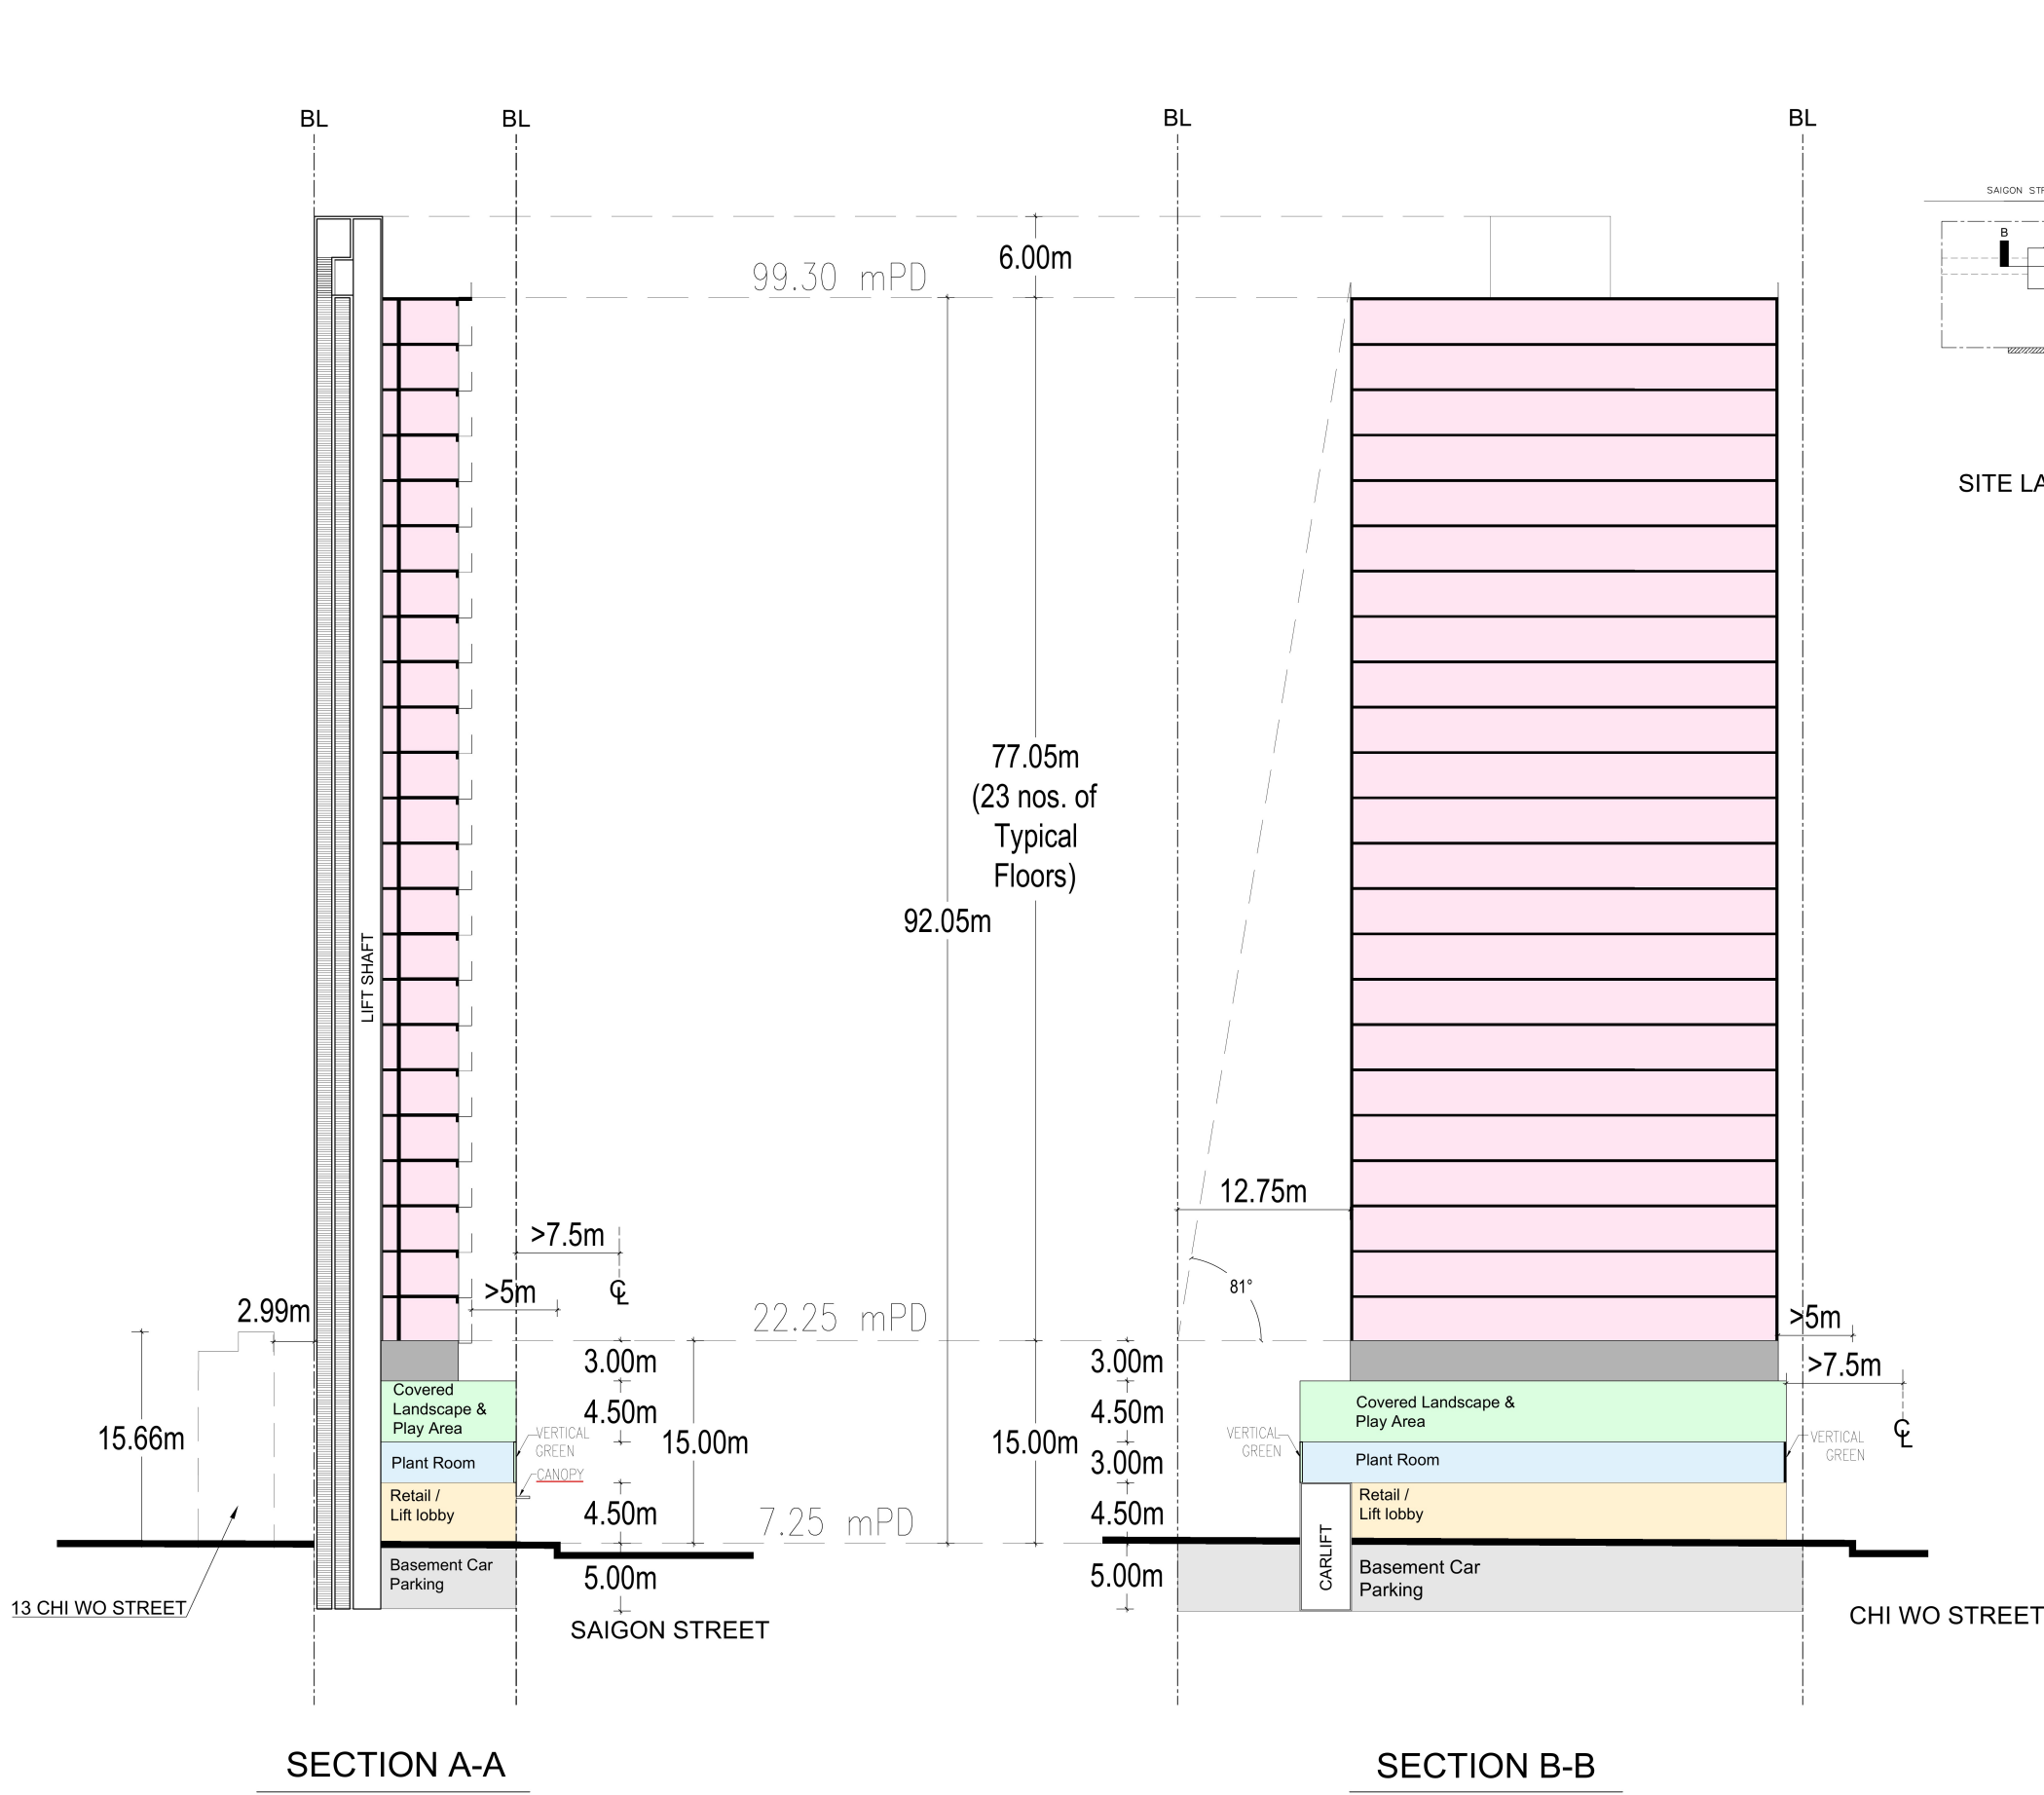 BL
BL
BL
BL
SAIGON
B
SITE
6.00m
99.30 mPD
77.05m
(23 nos. of
Typical
Floors)
92.05m
LIFT SHAFT
12.75m
81°
>7.5m
℄
>5m
2.99m
15.66m
22.25 mPD
>5m
>7.5m
℄
3.00m
4.50m
15.00m
3.00m
4.50m
5.00m
3.00m
4.50m
15.00m
4.50m
5.00m
Covered
Landscape &
Play Area
Plant Room
Retail /
Lift lobby
Basement Car
Parking
VERTICAL
GREEN
CANOPY
7.25 mPD
VERTICAL
GREEN
Covered Landscape &
Play Area
Plant Room
Retail /
Lift lobby
CARLIFT
Basement Car
Parking
VERTICAL
GREEN
13 CHI WO STREET
SAIGON STREET
CHI WO STREET
SECTION A-A
SECTION B-B